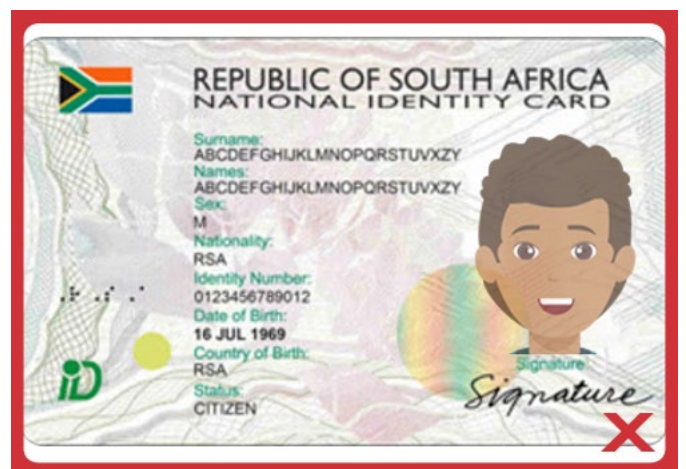 REPUBLIC OF SOUTH AFRICA
NATIONAL IDENTITY CARD
Surname:
ABCDEFGHIJKLMNOPQRSTUVXZY
Names:
ABCDEFGHIJKLMNOPQRSTUVXZY
Sex:
M
Nationality:
RSA
Identity Number:
0123456789012
Date of Birth:
16 JUL 1969
Country of Birth:
RSA
Status:
CITIZEN
Signature:
Signature
iD
X